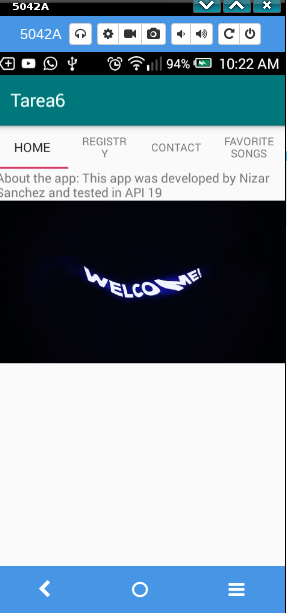 5042A
5042A
94% 10:22 AM
Tarea6
HOME
REGISTR
Y
CONTACT
FAVORITE
SONGS
About the app: This app was developed by Nizar
Sanchez and tested in API 19
WELCOME!